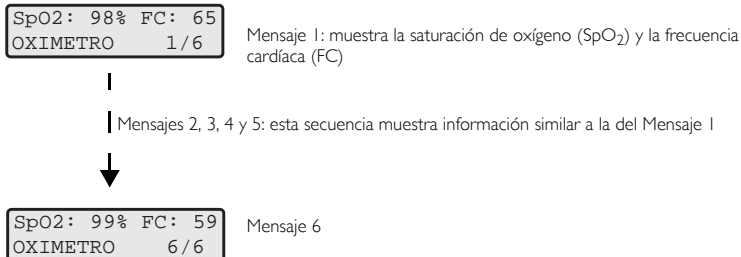 SpO2: 98% FC: 65
OXIMETRO 1/6
Mensaje 1: muestra la saturación de oxígeno (SpO2) y la frecuencia
cardíaca (FC)
Mensajes 2, 3, 4 y 5: esta secuencia muestra información similar a la del Mensaje 1
SpO2: 99% FC: 59
OXIMETRO 6/6
Mensaje 6